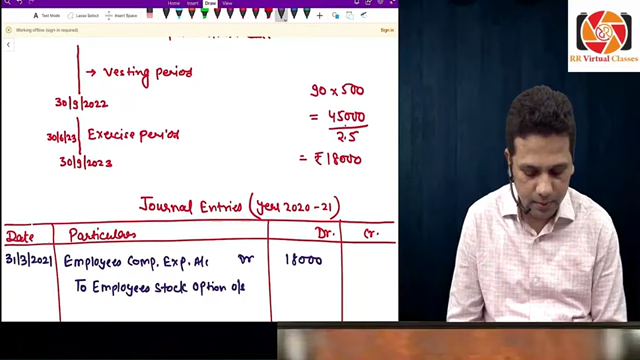 Home Insert Draw View
Text Mode Lasso Select Insert Space
Working offline (sign-in required) Sign in
→ Vesting period
30/9/2022
30/6/23 Exercise period
30/9/2023
90 × 500
= 45000
2.5
= ₹18000
Journal Entries (year 2020-21)
Date Particulars Dr. Cr.
31/3/2021 Employees Comp. Exp. A/c Dr 18000
To Employees Stock Option o/s
RR
RR Virtual Classes